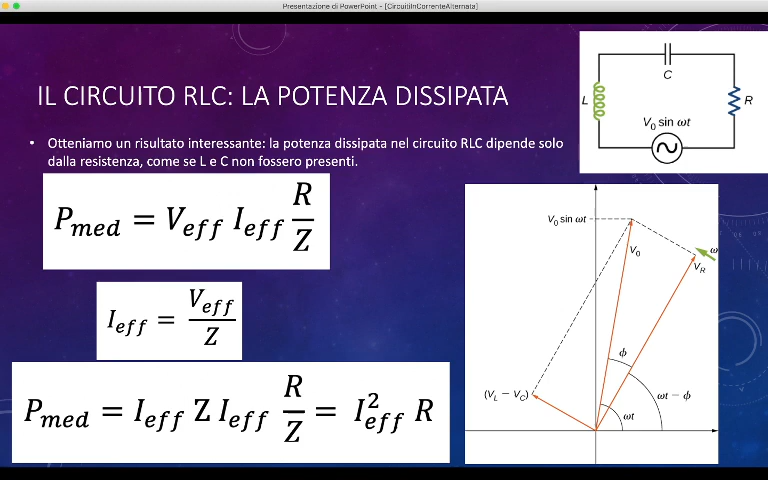 Presentazione di PowerPoint - [CircuitiInCorrenteAlternata]
IL CIRCUITO RLC: LA POTENZA DISSIPATA
• Otteniamo un risultato interessante: la potenza dissipata nel circuito RLC dipende solo
dalla resistenza, come se L e C non fossero presenti.
P_med = V_eff I_eff R/Z
I_eff = V_eff/Z
P_med = I_eff Z I_eff R/Z = I²_eff R
C
L
R
V₀ sin ωt
V₀ sin ωt
V₀
ω
V_R
ϕ
(V_L − V_C)
ωt − ϕ
ωt